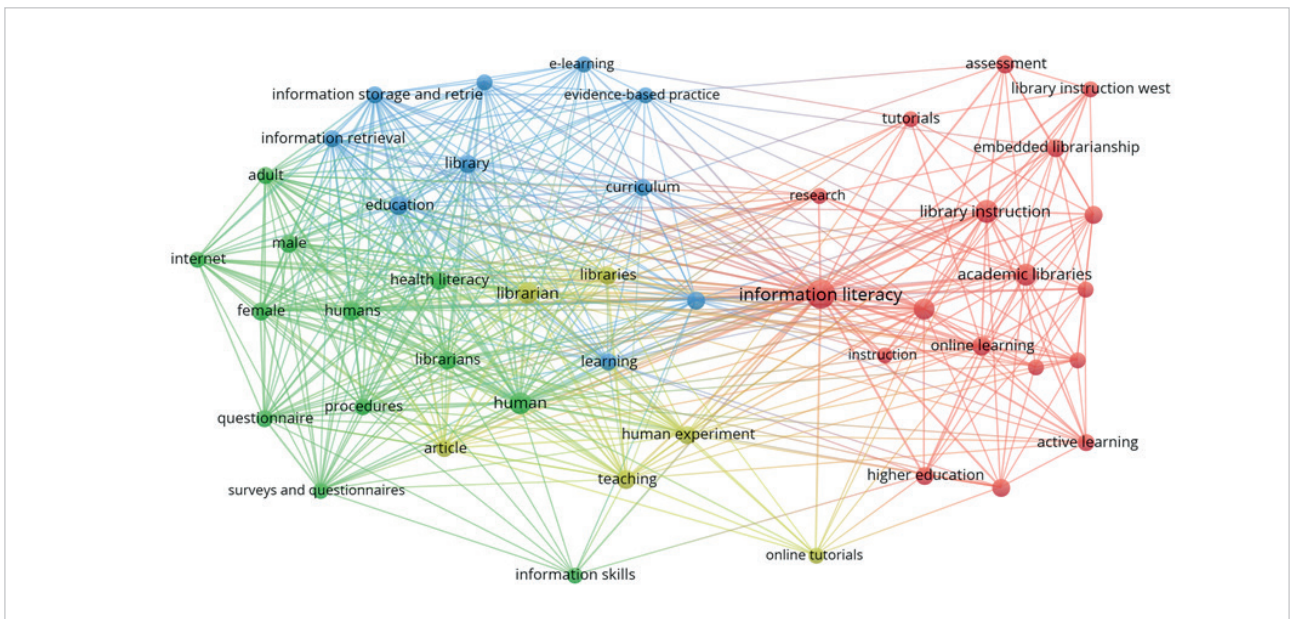 e-learning
assessment
information storage and retrie
evidence-based practice
library instruction west
tutorials
information retrieval
embedded librarianship
library
adult
curriculum
research
education
library instruction
male
internet
health literacy
libraries
academic libraries
librarian
information literacy
female
humans
online learning
instruction
librarians
learning
human
procedures
questionnaire
human experiment
active learning
article
higher education
teaching
surveys and questionnaires
online tutorials
information skills